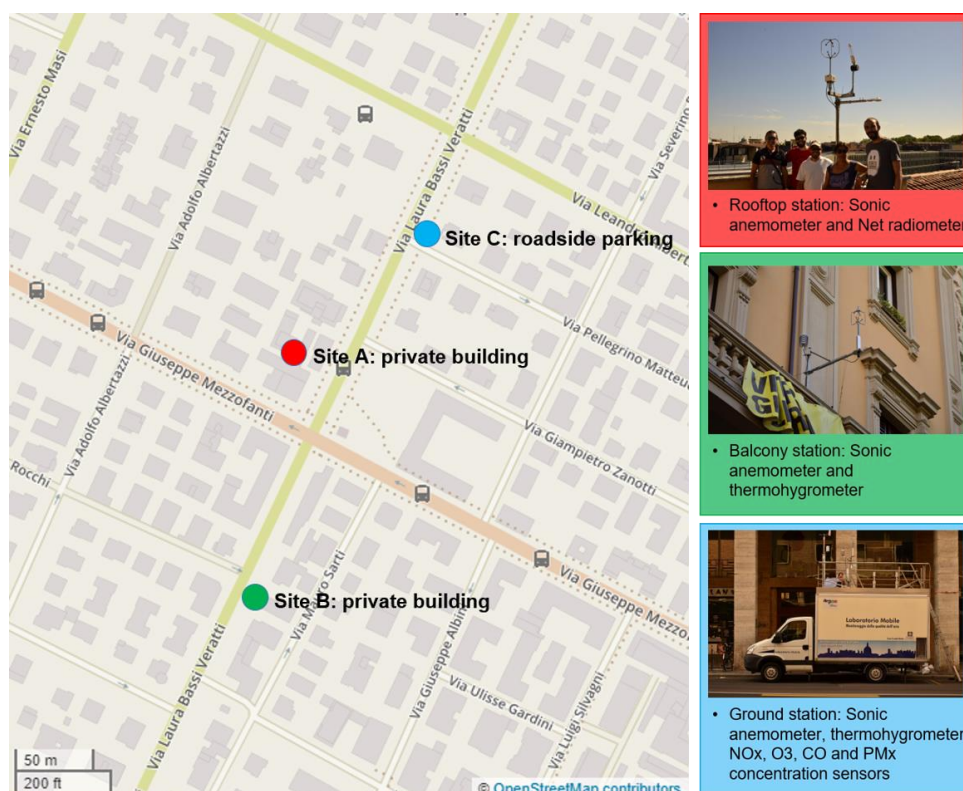 Via Ernesto Masi
Via Adolfo Albertazzi
Via Laura Bassi Veratti
Via Severino
Via Leandro Albert
Site C: roadside parking
Via Pellegrino Matteu
Site A: private building
Via Giuseppe Mezzofanti
Via Adolfo Albertazzi
Via Giampietro Zanotti
Rocchi
Via Giuseppe Mezzo
Site B: private building
Via Mauro Sarti
Via Giuseppe Albini
Via Laura Bassi Veratti
Via Ulisse Gardini
Via Luigi Silvagni
50 m
200 ft
© OpenStreetMap contributors
• Rooftop station: Sonic
anemometer and Net radiometer
• Balcony station: Sonic
anemometer and
thermohygrometer
Laboratorio Mobile
• Ground station: Sonic
anemometer, thermohygrometer
NOx, O3, CO and PMx
concentration sensors